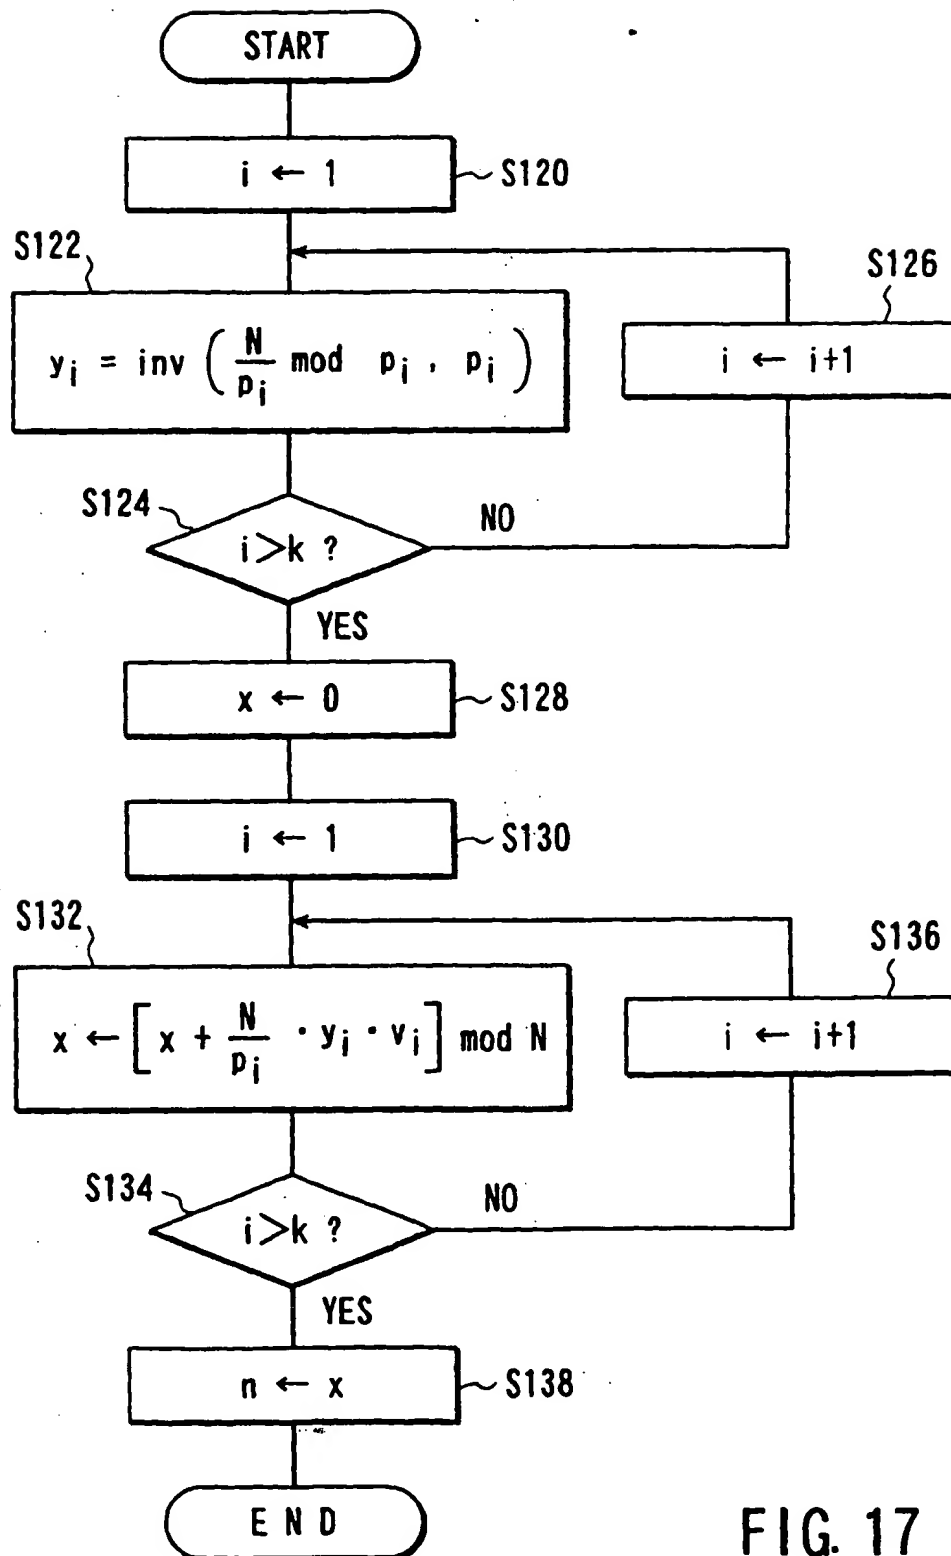 START
i ← 1
S120
S122
y_i = inv ( N/p_i mod p_i , p_i )
S126
i ← i+1
S124
i>k ?
NO
YES
x ← 0
S128
i ← 1
S130
S132
x ← [ x + N/p_i · y_i · v_i ] mod N
S136
i ← i+1
S134
i>k ?
NO
YES
n ← x
S138
END
FIG. 17